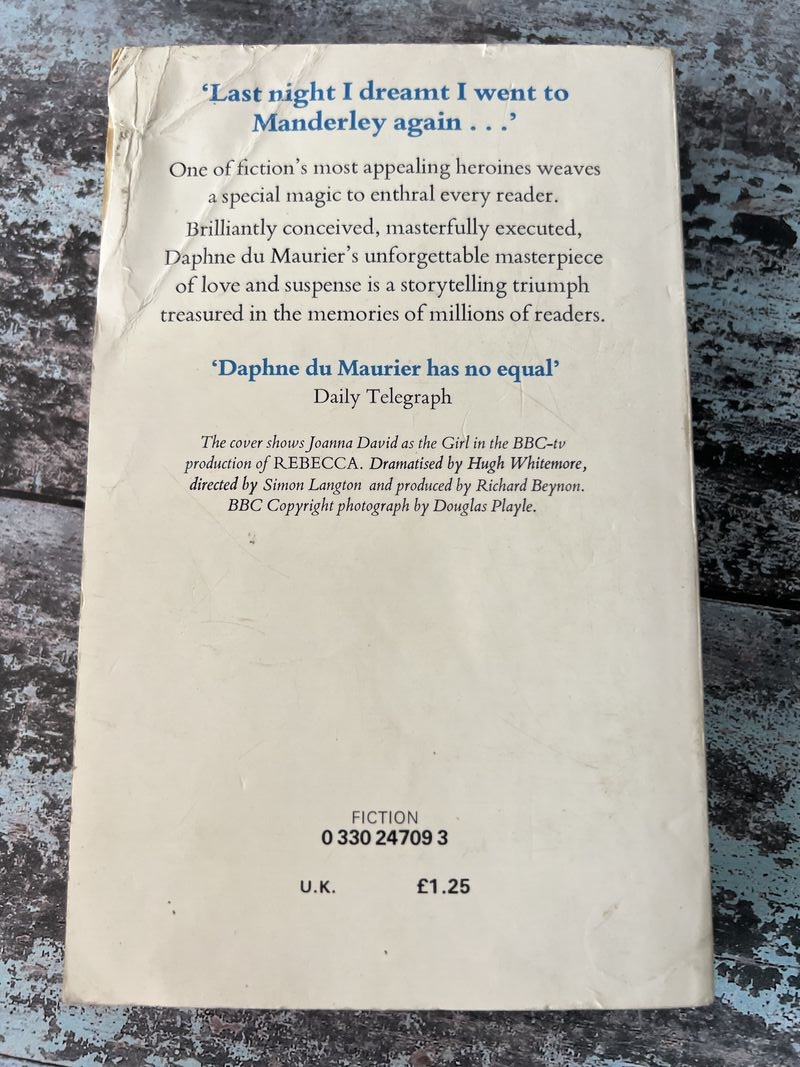 ‘Last night I dreamt I went to
Manderley again . . .’
One of fiction’s most appealing heroines weaves
a special magic to enthral every reader.
Brilliantly conceived, masterfully executed,
Daphne du Maurier’s unforgettable masterpiece
of love and suspense is a storytelling triumph
treasured in the memories of millions of readers.
‘Daphne du Maurier has no equal’
Daily Telegraph
The cover shows Joanna David as the Girl in the BBC-tv
production of REBECCA. Dramatised by Hugh Whitemore,
directed by Simon Langton and produced by Richard Beynon.
BBC Copyright photograph by Douglas Playle.
FICTION
0 330 24709 3
U.K. £1.25